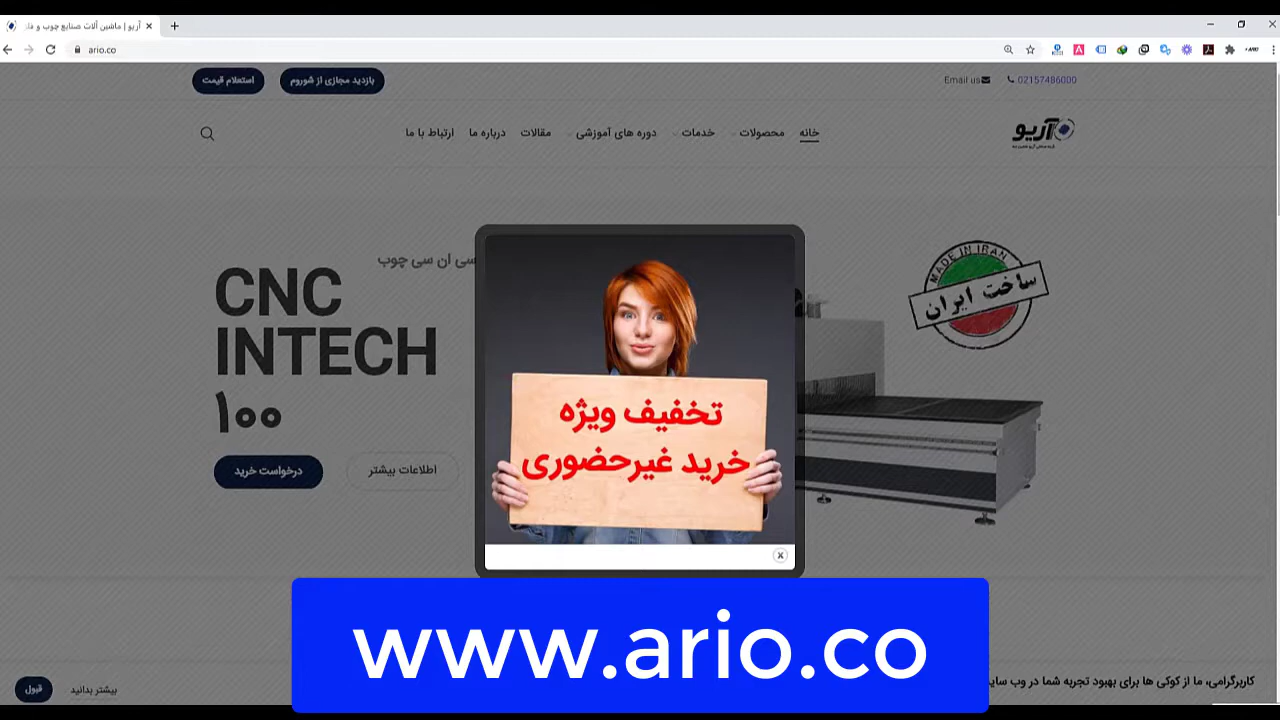 آریو | ماشین آلات صنایع چوب و فلز
ario.co
استعلام قیمت
بازدید مجازی از شوروم
Email us
02157486000
آریو
خانه
محصولات
خدمات
دوره های آموزشی
مقالات
درباره ما
ارتباط با ما
سی ان سی چوب
CNC
INTECH
۱۰۰
درخواست خرید
اطلاعات بیشتر
MADE IN IRAN
ساخت ایران
تخفیف ویژه
خرید غیرحضوری
x
www.ario.co
کاربرگرامی، ما از کوکی ها برای بهبود تجربه شما در وب سای
بیشتر بدانید
قبول